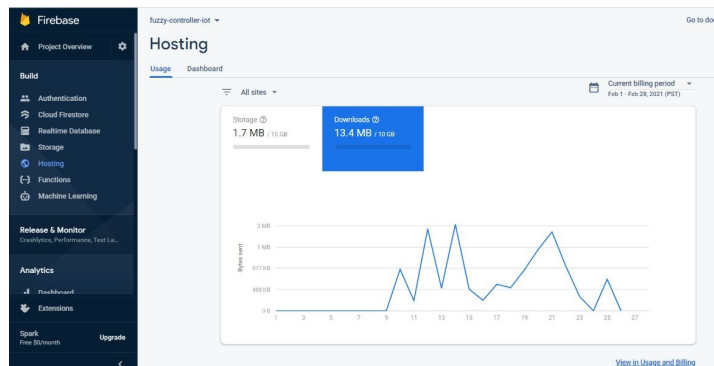 Firebase
Project Overview
Build
Authentication
Cloud Firestore
Realtime Database
Storage
Hosting
Functions
Machine Learning
Release & Monitor
Crashlytics, Performance, Test La...
Analytics
Dashboard
Extensions
Spark
Free $0/month
Upgrade
fuzzy-controller-iot
Go to do
Hosting
Usage Dashboard
All sites
Current billing period
Feb 1 - Feb 28, 2021 (PST)
Storage
1.7 MB / 10 GB
Downloads
13.4 MB / 10 GB
Bytes sent
2 MB
1 MB
977 KB
488 KB
0 B
1 3 5 7 9 11 13 15 17 19 21 23 25 27
View in Usage and Billing